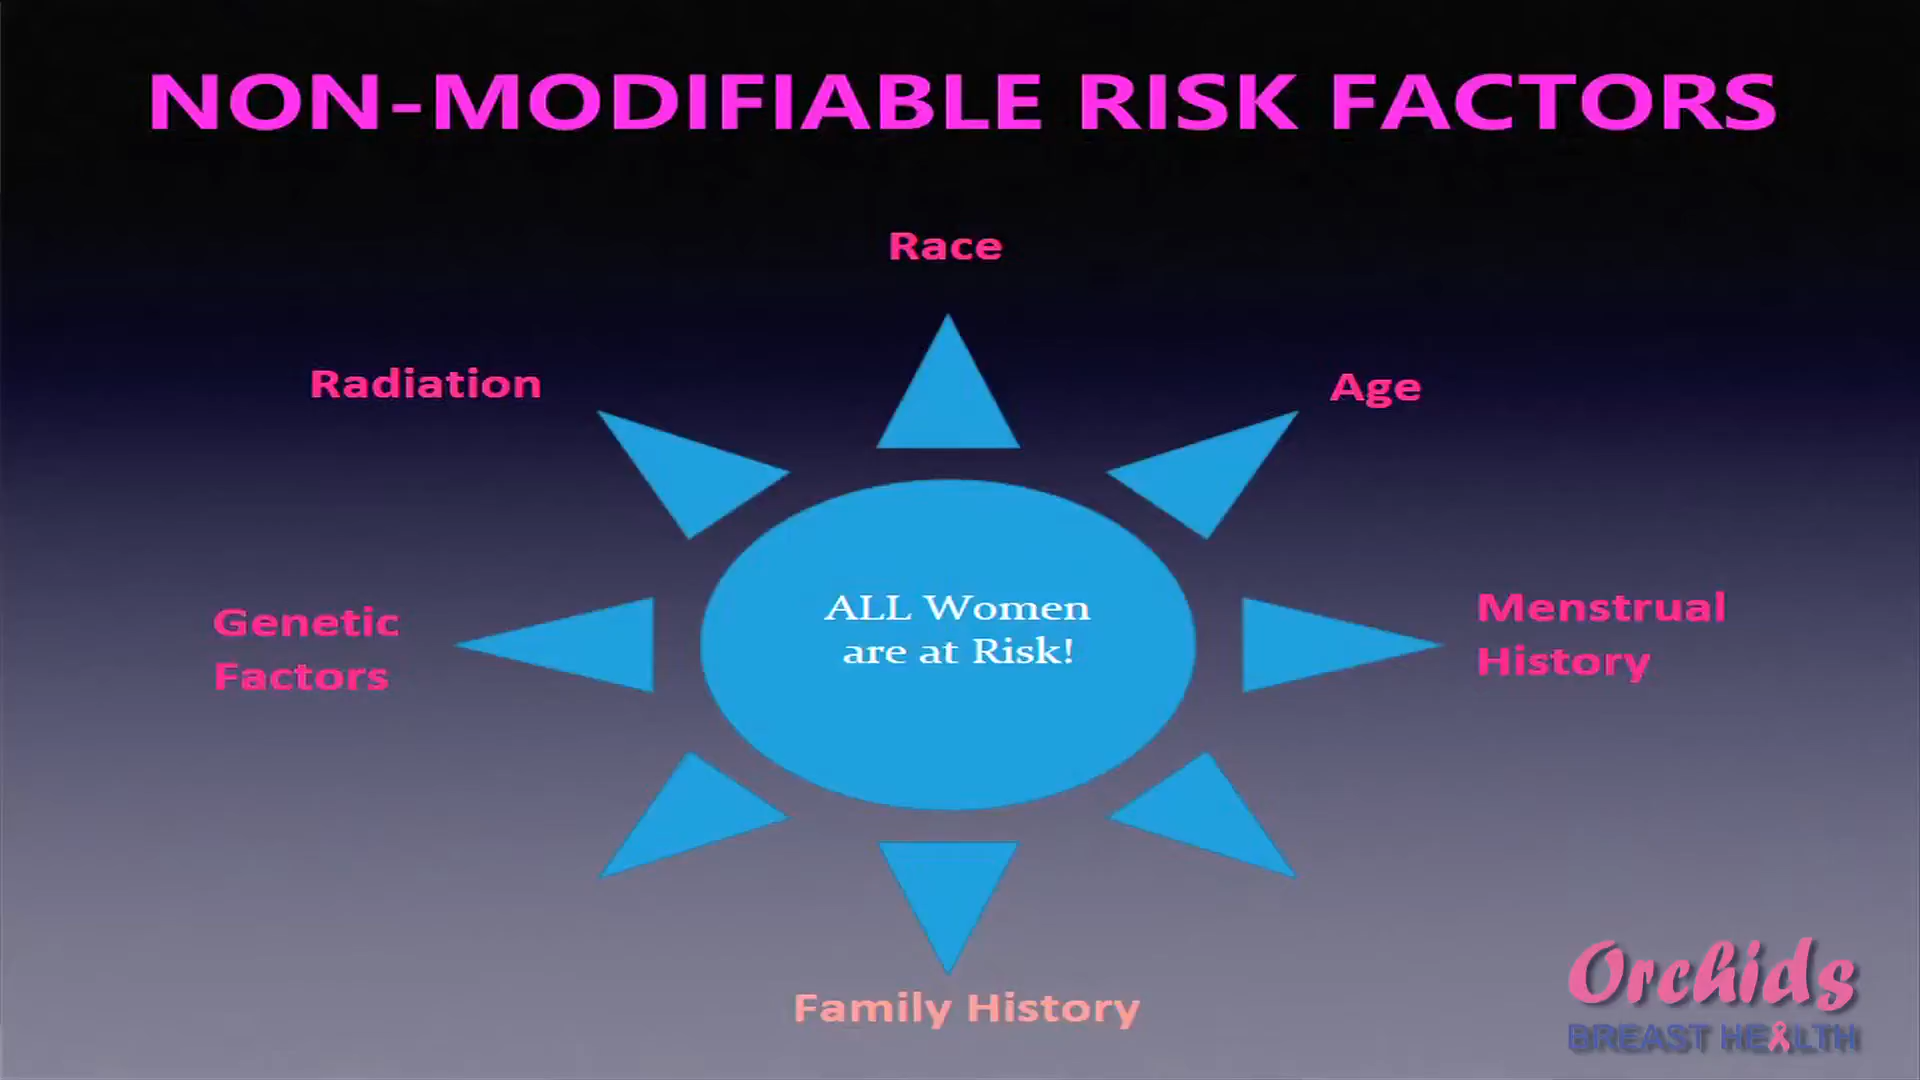 NON-MODIFIABLE RISK FACTORS
Race
Radiation
Age
ALL Women
are at Risk!
Genetic
Factors
Menstrual
History
Family History
Orchids
BREAST HEALTH